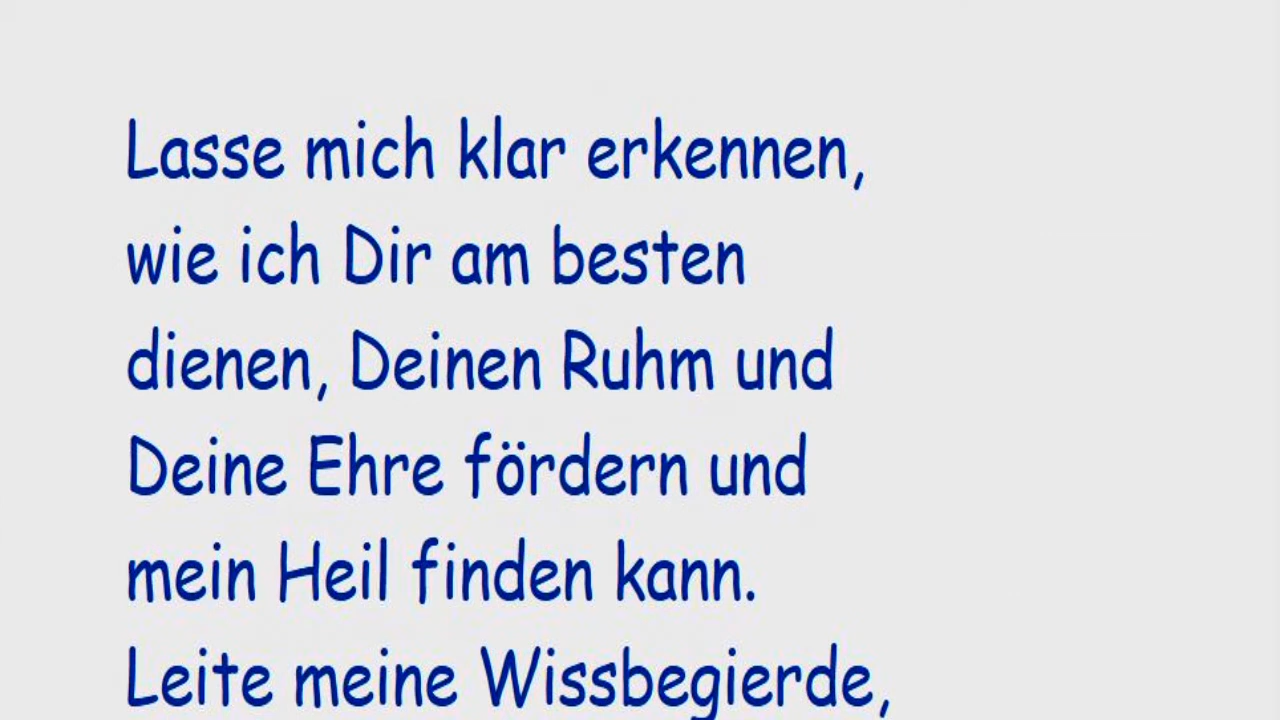 Lasse mich klar erkennen,
wie ich Dir am besten
dienen, Deinen Ruhm und
Deine Ehre fördern und
mein Heil finden kann.
Leite meine Wissbegierde,